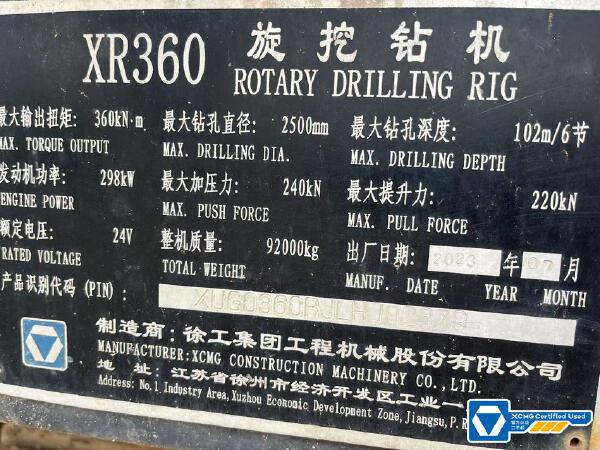 XR360 旋挖钻机
ROTARY DRILLING RIG
最大输出扭矩: 360kN·m 最大钻孔直径: 2500mm 最大钻孔深度: 102m/6节
MAX. TORQUE OUTPUT MAX. DRILLING DIA. MAX. DRILLING DEPTH
发动机功率: 298kW 最大加压力: 240kN 最大提升力: 220kN
ENGINE POWER MAX. PUSH FORCE MAX. PULL FORCE
额定电压: 24V 整机质量: 92000kg 出厂日期: 2023 年 07 月
RATED VOLTAGE TOTAL WEIGHT MANUF. DATE YEAR MONTH
产品识别代码(PIN):
制造商: 徐工集团工程机械股份有限公司
MANUFACTURER: XCMG CONSTRUCTION MACHINERY CO., LTD.
地 址: 江苏省徐州市经济开发区工业一
Address: No.1 Industry Area, Xuzhou Economic Development Zone, Jiangsu, P.R
XCMG Certified Used